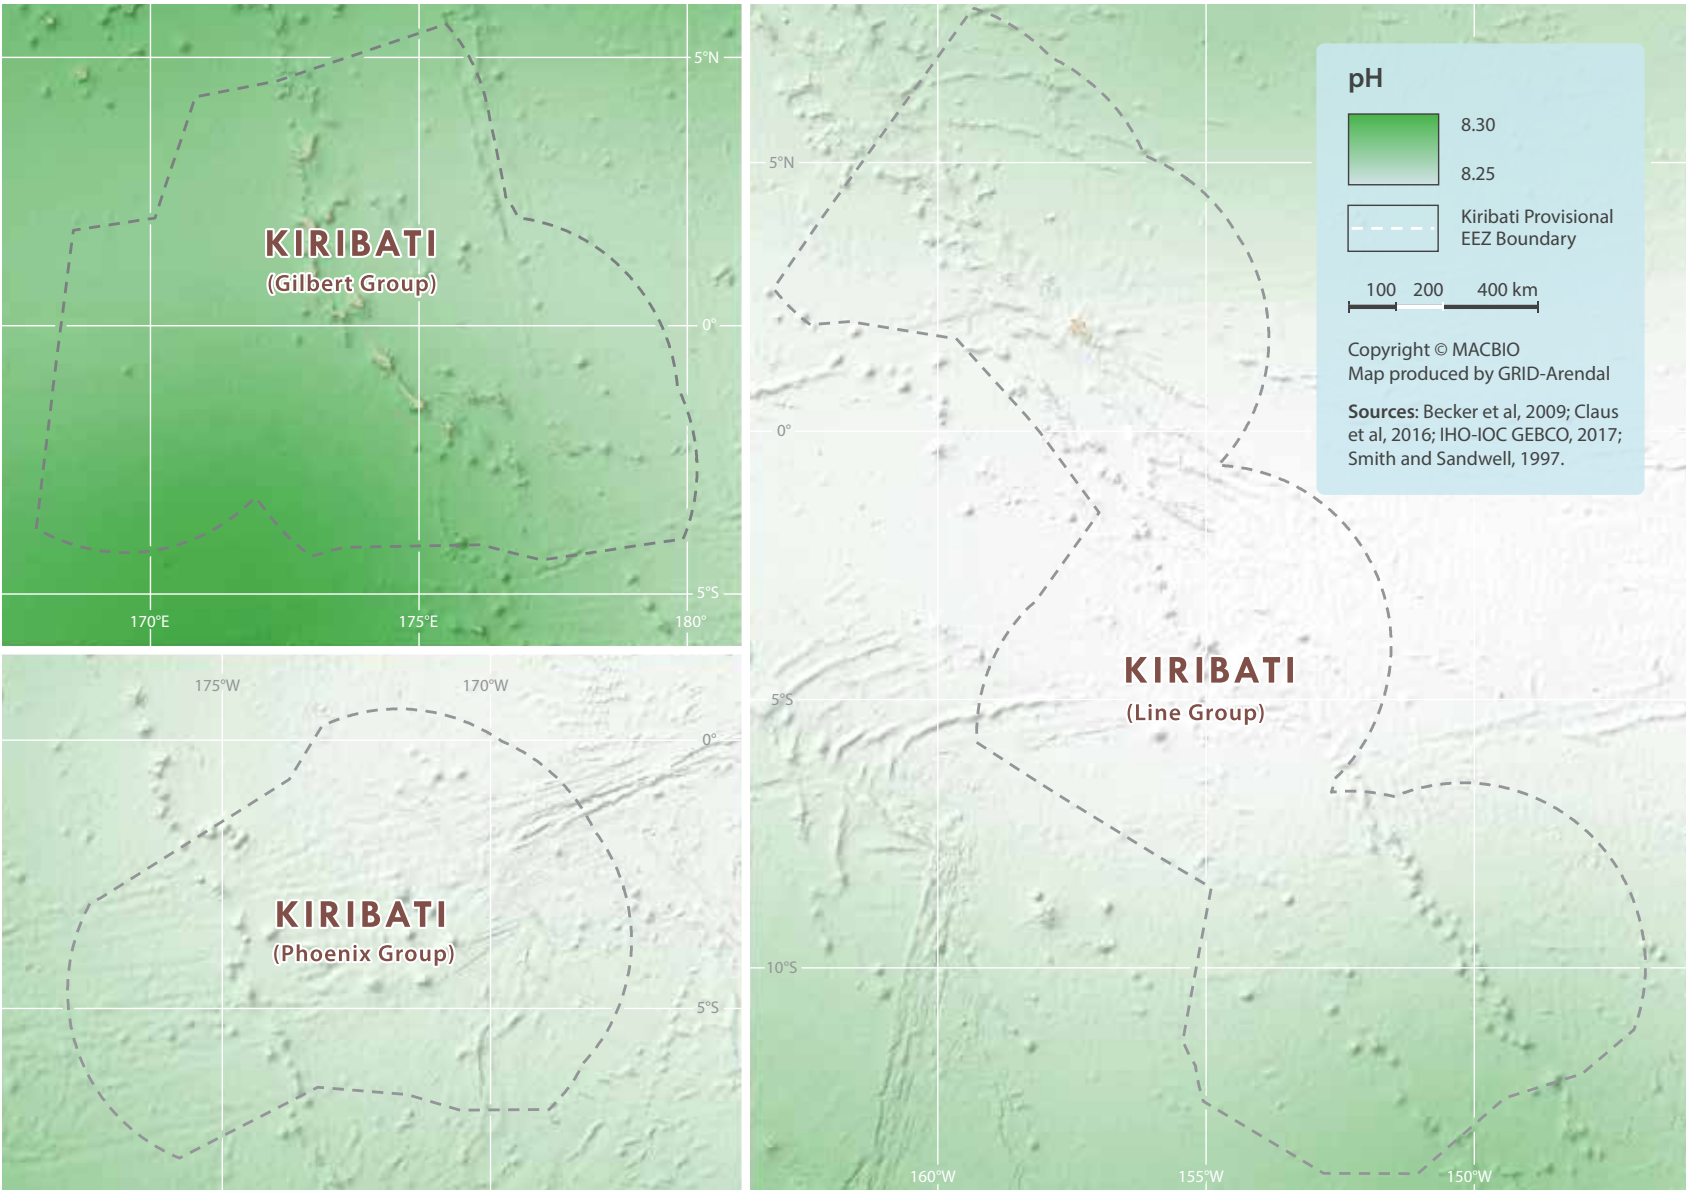 5°N
KIRIBATI
(Gilbert Group)
0°
5°S
170°E
175°E
180°
175°W
170°W
0°
KIRIBATI
(Phoenix Group)
5°S
5°N
0°
KIRIBATI
(Line Group)
5°S
10°S
160°W
155°W
150°W
pH
8.30
8.25
Kiribati Provisional
EEZ Boundary
100 200 400 km
Copyright © MACBIO
Map produced by GRID-Arendal
Sources: Becker et al, 2009; Claus
et al, 2016; IHO-IOC GEBCO, 2017;
Smith and Sandwell, 1997.